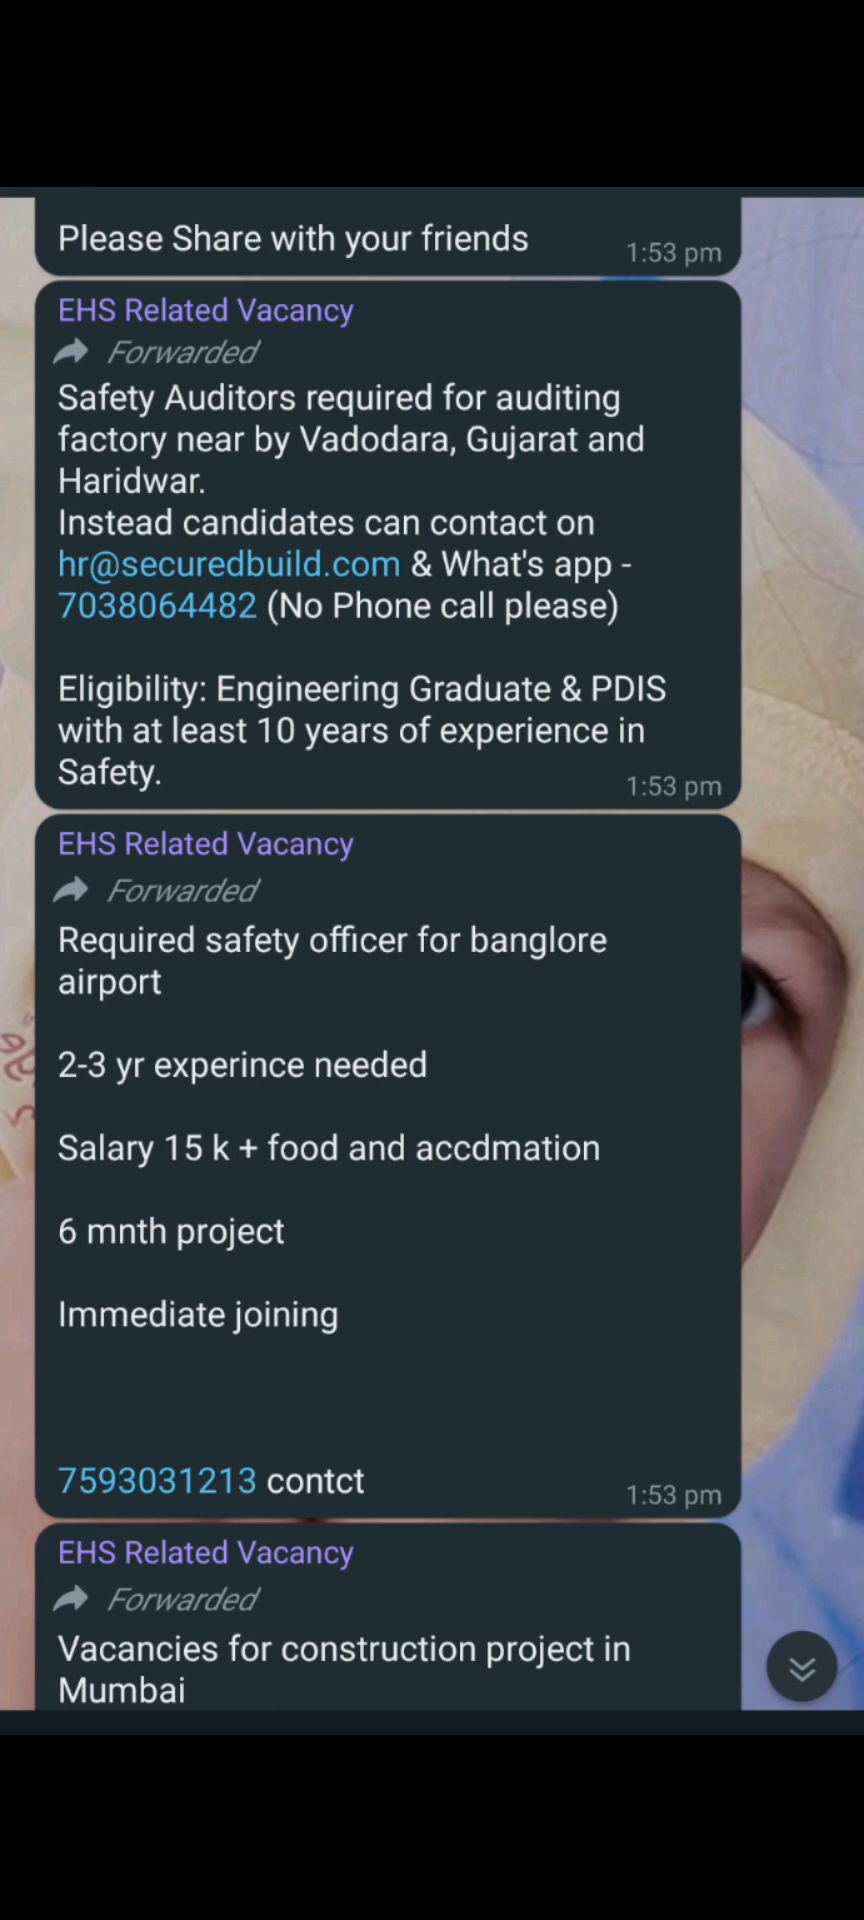 Please Share with your friends
1:53 pm
EHS Related Vacancy
Forwarded
Safety Auditors required for auditing
factory near by Vadodara, Gujarat and
Haridwar.
Instead candidates can contact on
hr@securedbuild.com & What's app -
7038064482 (No Phone call please)
Eligibility: Engineering Graduate & PDIS
with at least 10 years of experience in
Safety.
1:53 pm
EHS Related Vacancy
Forwarded
Required safety officer for banglore
airport
2-3 yr experince needed
Salary 15 k + food and accdmation
6 mnth project
Immediate joining
7593031213 contct
1:53 pm
EHS Related Vacancy
Forwarded
Vacancies for construction project in
Mumbai